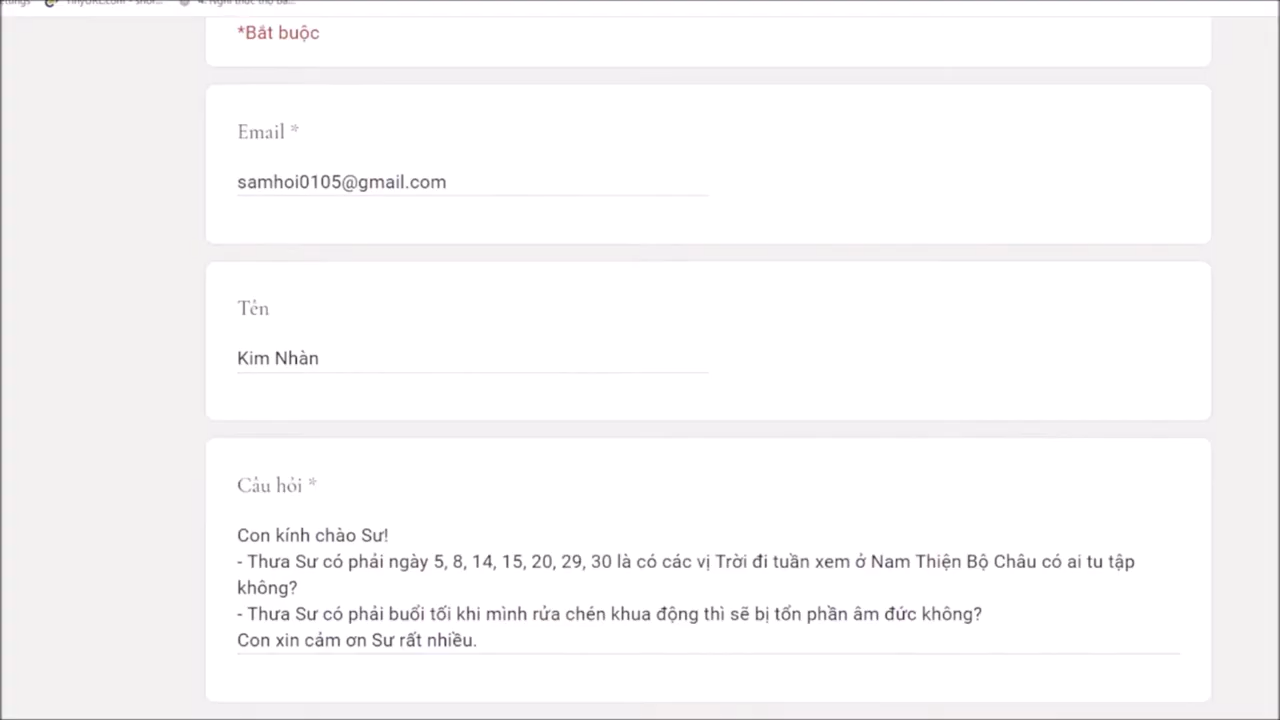 *Bắt buộc
Email *
samhoi0105@gmail.com
Tên
Kim Nhàn
Câu hỏi *
Con kính chào Sư!
- Thưa Sư có phải ngày 5, 8, 14, 15, 20, 29, 30 là có các vị Trời đi tuần xem ở Nam Thiện Bộ Châu có ai tu tập
không?
- Thưa Sư có phải buổi tối khi mình rửa chén khua động thì sẽ bị tổn phần âm đức không?
Con xin cảm ơn Sư rất nhiều.